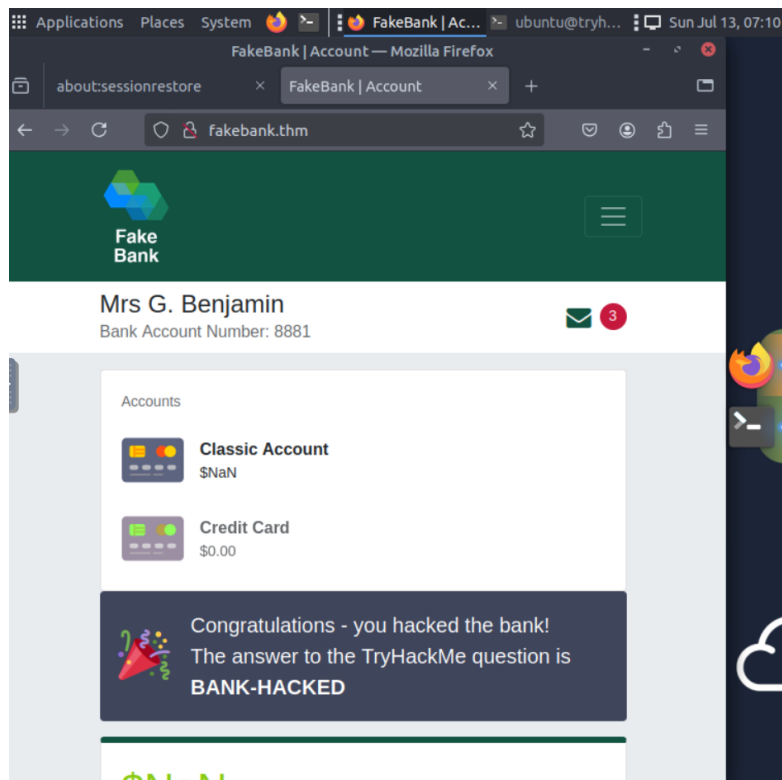 Applications Places System FakeBank | Ac... ubuntu@tryh... Sun Jul 13, 07:10
FakeBank | Account — Mozilla Firefox
about:sessionrestore FakeBank | Account
fakebank.thm
Fake
Bank
Mrs G. Benjamin
Bank Account Number: 8881
3
Accounts
Classic Account
$NaN
Credit Card
$0.00
Congratulations - you hacked the bank!
The answer to the TryHackMe question is
BANK-HACKED
$NaN